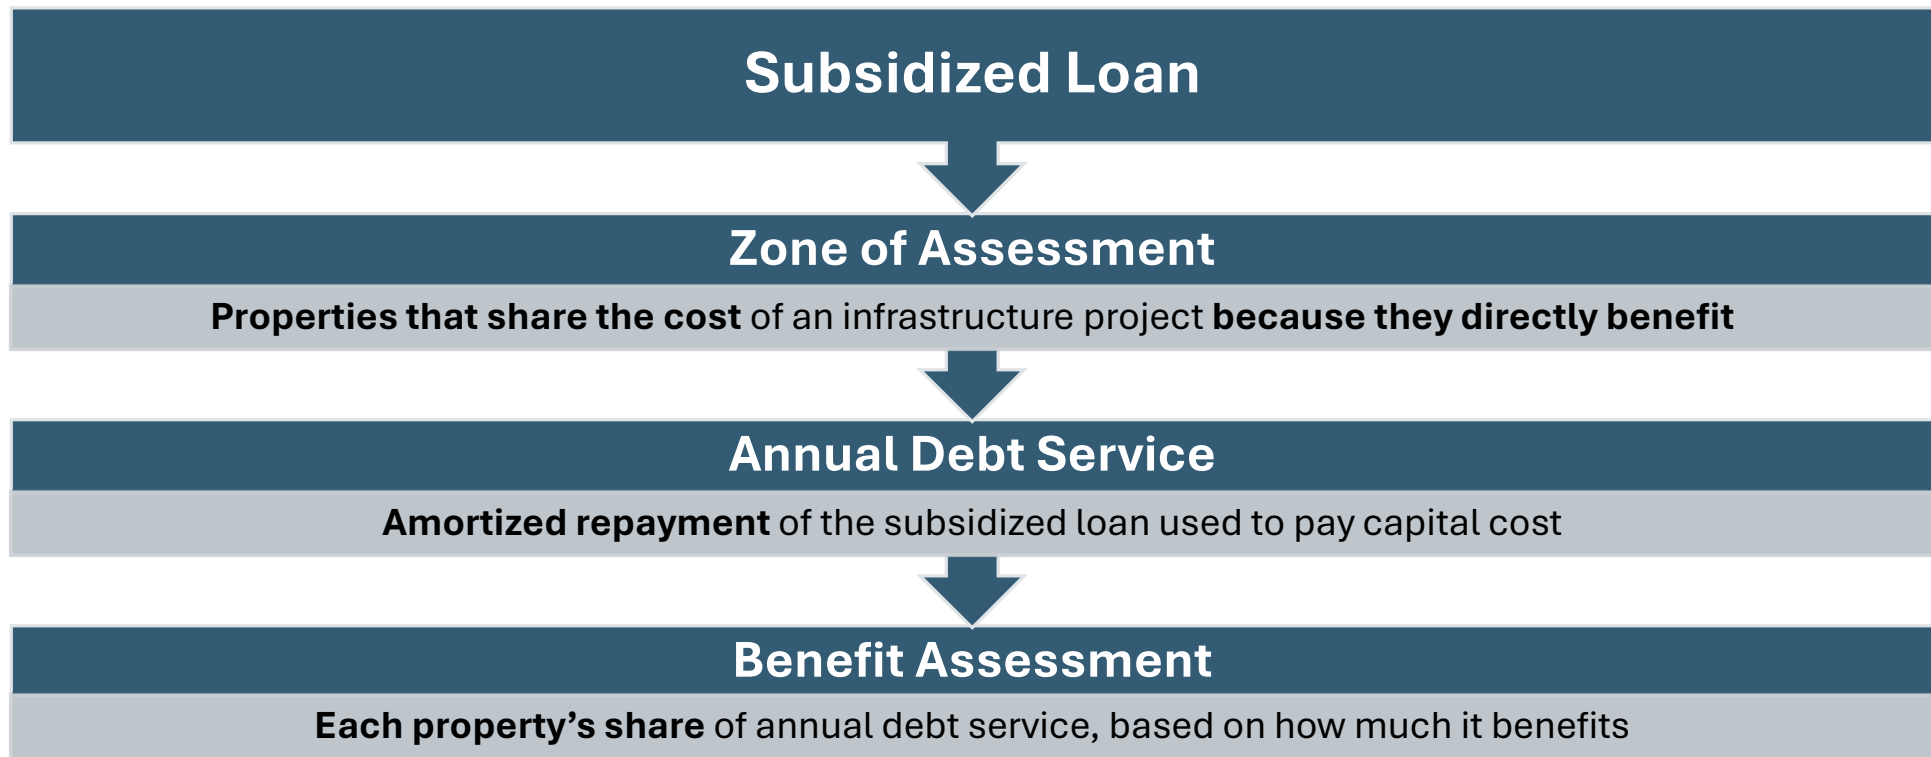 Subsidized Loan
Zone of Assessment
Properties that share the cost of an infrastructure project because they directly benefit
Annual Debt Service
Amortized repayment of the subsidized loan used to pay capital cost
Benefit Assessment
Each property’s share of annual debt service, based on how much it benefits